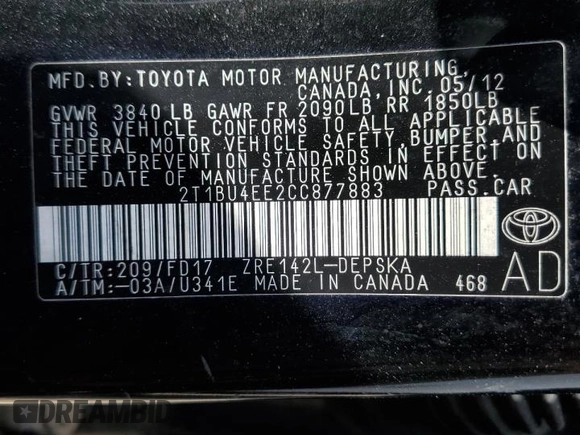 MFD. BY: TOYOTA MOTOR MANUFACTURING,
CANADA, INC. 05/12
GVWR 3840 LB GAWR FR 2090LB, RR 1850LB
THIS VEHICLE CONFORMS TO ALL APPLICABLE
FEDERAL MOTOR VEHICLE SAFETY, BUMPER AND
THEFT PREVENTION STANDARDS IN EFFECT ON
THE DATE OF MANUFACTURE SHOWN ABOVE.
2T1BU4EE2CC877883 PASS. CAR
C/TR: 209/FD17 ZRE142L-DEPSKA
A/TM: -03A/U341E MADE IN CANADA 468
AD
DREAMBID